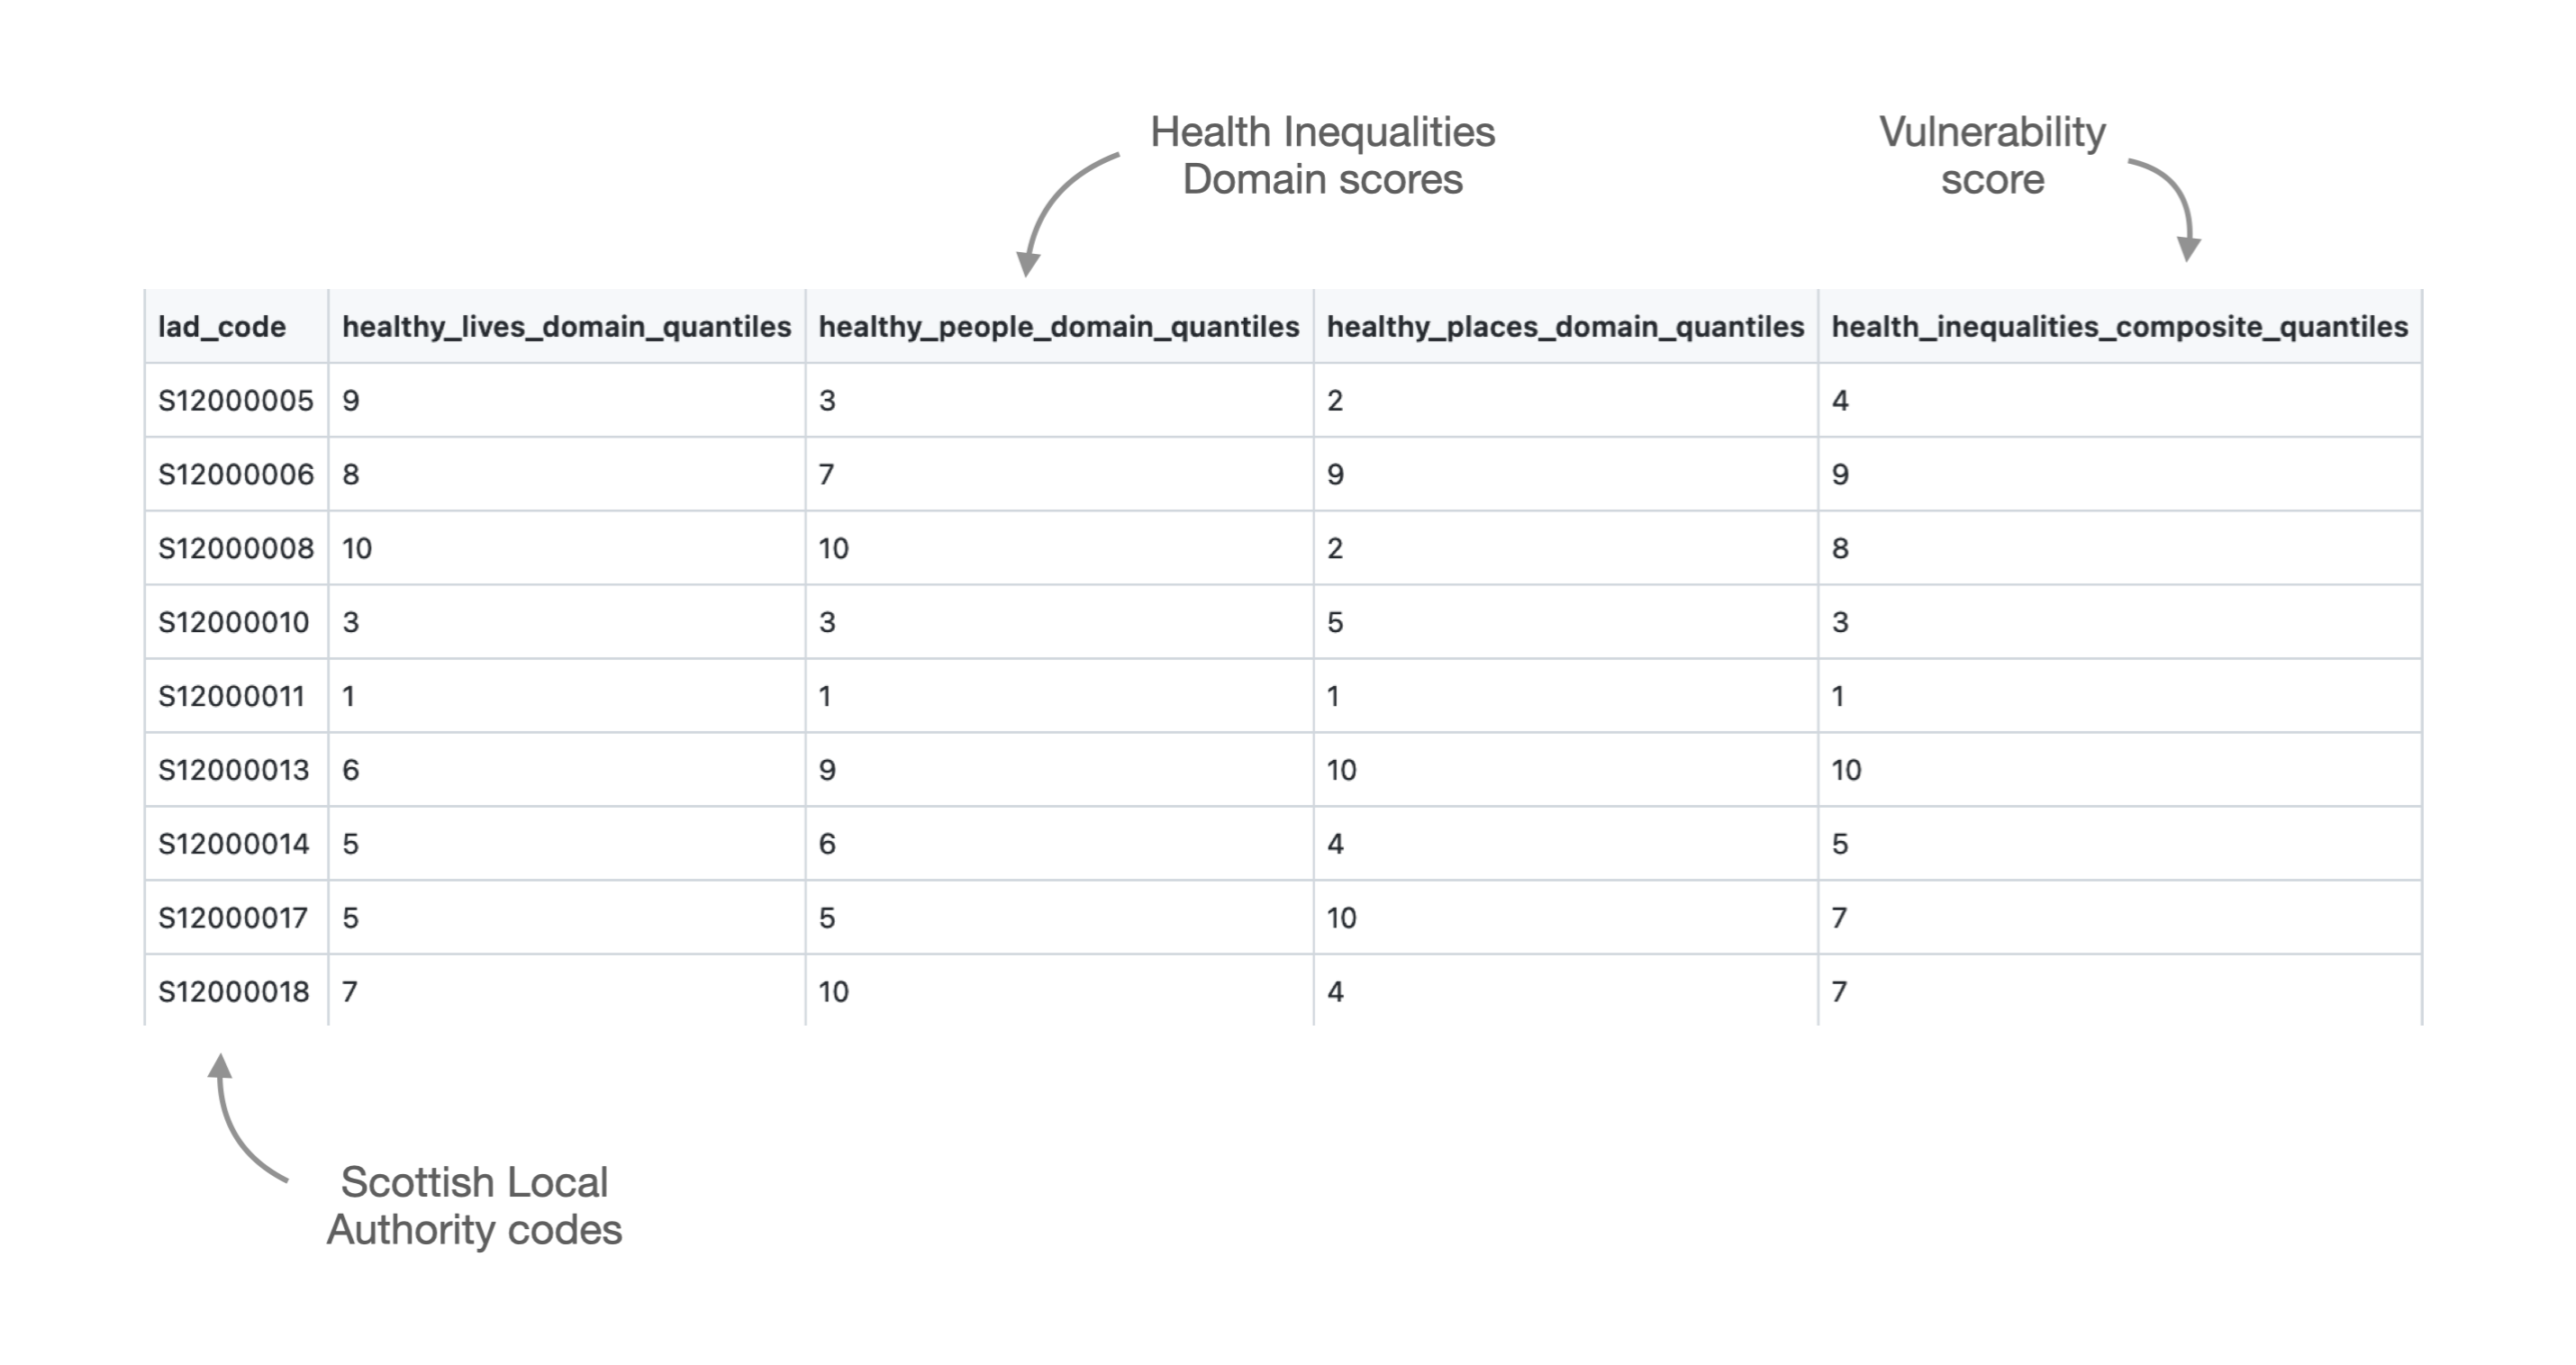 Health Inequalities
Domain scores
Vulnerability
score
lad_code healthy_lives_domain_quantiles healthy_people_domain_quantiles healthy_places_domain_quantiles health_inequalities_composite_quantiles
S12000005 9 3 2 4
S12000006 8 7 9 9
S12000008 10 10 2 8
S12000010 3 3 5 3
S12000011 1 1 1 1
S12000013 6 9 10 10
S12000014 5 6 4 5
S12000017 5 5 10 7
S12000018 7 10 4 7
Scottish Local
Authority codes